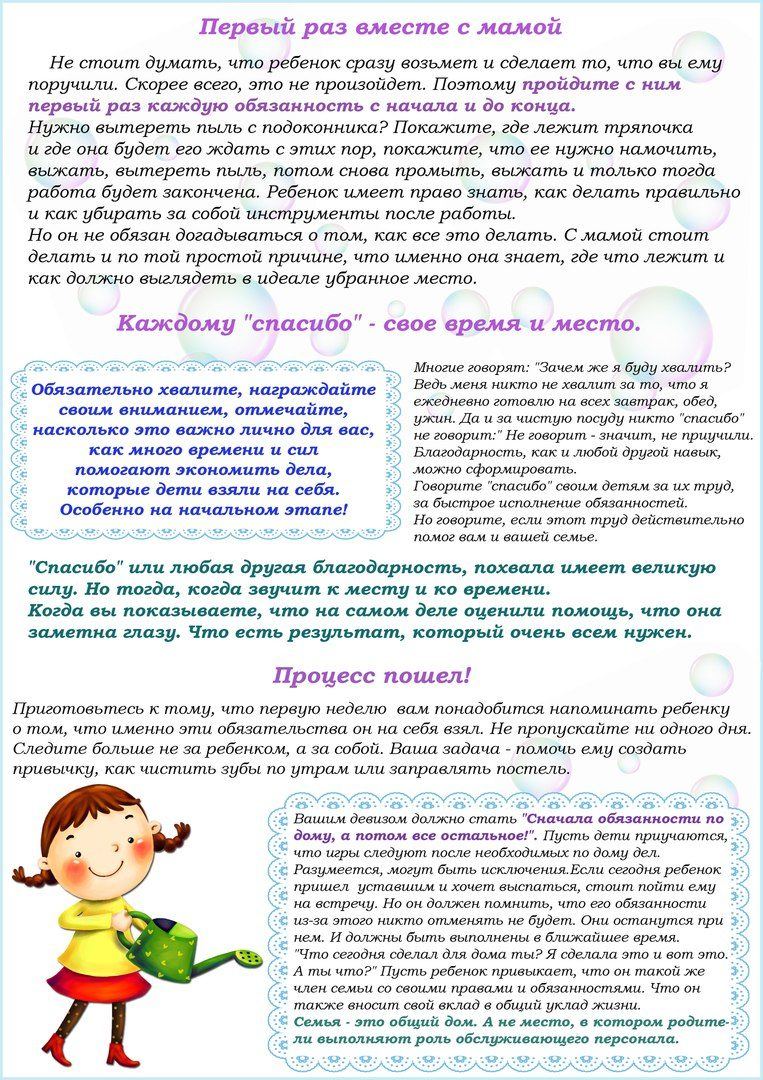 Первый раз вместе с мамой
Не стоит думать, что ребенок сразу возьмет и сделает то, что вы ему
поручили. Скорее всего, это не произойдет. Поэтому пройдите с ним
первый раз каждую обязанность с начала и до конца.
Нужно вытереть пыль с подоконника? Покажите, где лежит тряпочка
и где она будет его ждать с этих пор, покажите, что ее нужно намочить,
выжать, вытереть пыль, потом снова промыть, выжать и только тогда
работа будет закончена. Ребенок имеет право знать, как делать правильно
и как убирать за собой инструменты после работы.
Но он не обязан догадываться о том, как все это делать. С мамой стоит
делать и по той простой причине, что именно она знает, где что лежит и
как должно выглядеть в идеале убранное место.
Каждому "спасибо" - свое время и место.
Обязательно хвалите, награждайте
своим вниманием, отмечайте,
насколько это важно лично для вас,
как много времени и сил
помогают экономить дела,
которые дети взяли на себя.
Особенно на начальном этапе!
Многие говорят: "Зачем же я буду хвалить?
Ведь меня никто не хвалит за то, что я
ежедневно готовлю на всех завтрак, обед,
ужин. Да и за чистую посуду никто "спасибо"
не говорит:" Не говорит - значит, не приучили.
Благодарность, как и любой другой навык,
можно сформировать.
Говорите "спасибо" своим детям за их труд,
за быстрое исполнение обязанностей.
Но говорите, если этот труд действительно
помог вам и вашей семье.
"Спасибо" или любая другая благодарность, похвала имеет великую
силу. Но тогда, когда звучит к месту и ко времени.
Когда вы показываете, что на самом деле оценили помощь, что она
заметна глазу. Что есть результат, который очень всем нужен.
Процесс пошел!
Приготовьтесь к тому, что первую неделю вам понадобится напоминать ребенку
о том, что именно эти обязательства он на себя взял. Не пропускайте ни одного дня.
Следите больше не за ребенком, а за собой. Ваша задача - помочь ему создать
привычку, как чистить зубы по утрам или заправлять постель.
Вашим девизом должно стать "Сначала обязанности по
дому, а потом все остальное!". Пусть дети приучаются,
что игры следуют после необходимых по дому дел.
Разумеется, могут быть исключения.Если сегодня ребенок
пришел уставшим и хочет выспаться, стоит пойти ему
на встречу. Но он должен помнить, что его обязанности
из-за этого никто отменять не будет. Они останутся при
нем. И должны быть выполнены в ближайшее время.
"Что сегодня сделал для дома ты? Я сделала это и вот это.
А ты что?" Пусть ребенок привыкает, что он такой же
член семьи со своими правами и обязанностями. Что он
также вносит свой вклад в общий уклад жизни.
Семья - это общий дом. А не место, в котором родите-
ли выполняют роль обслуживающего персонала.